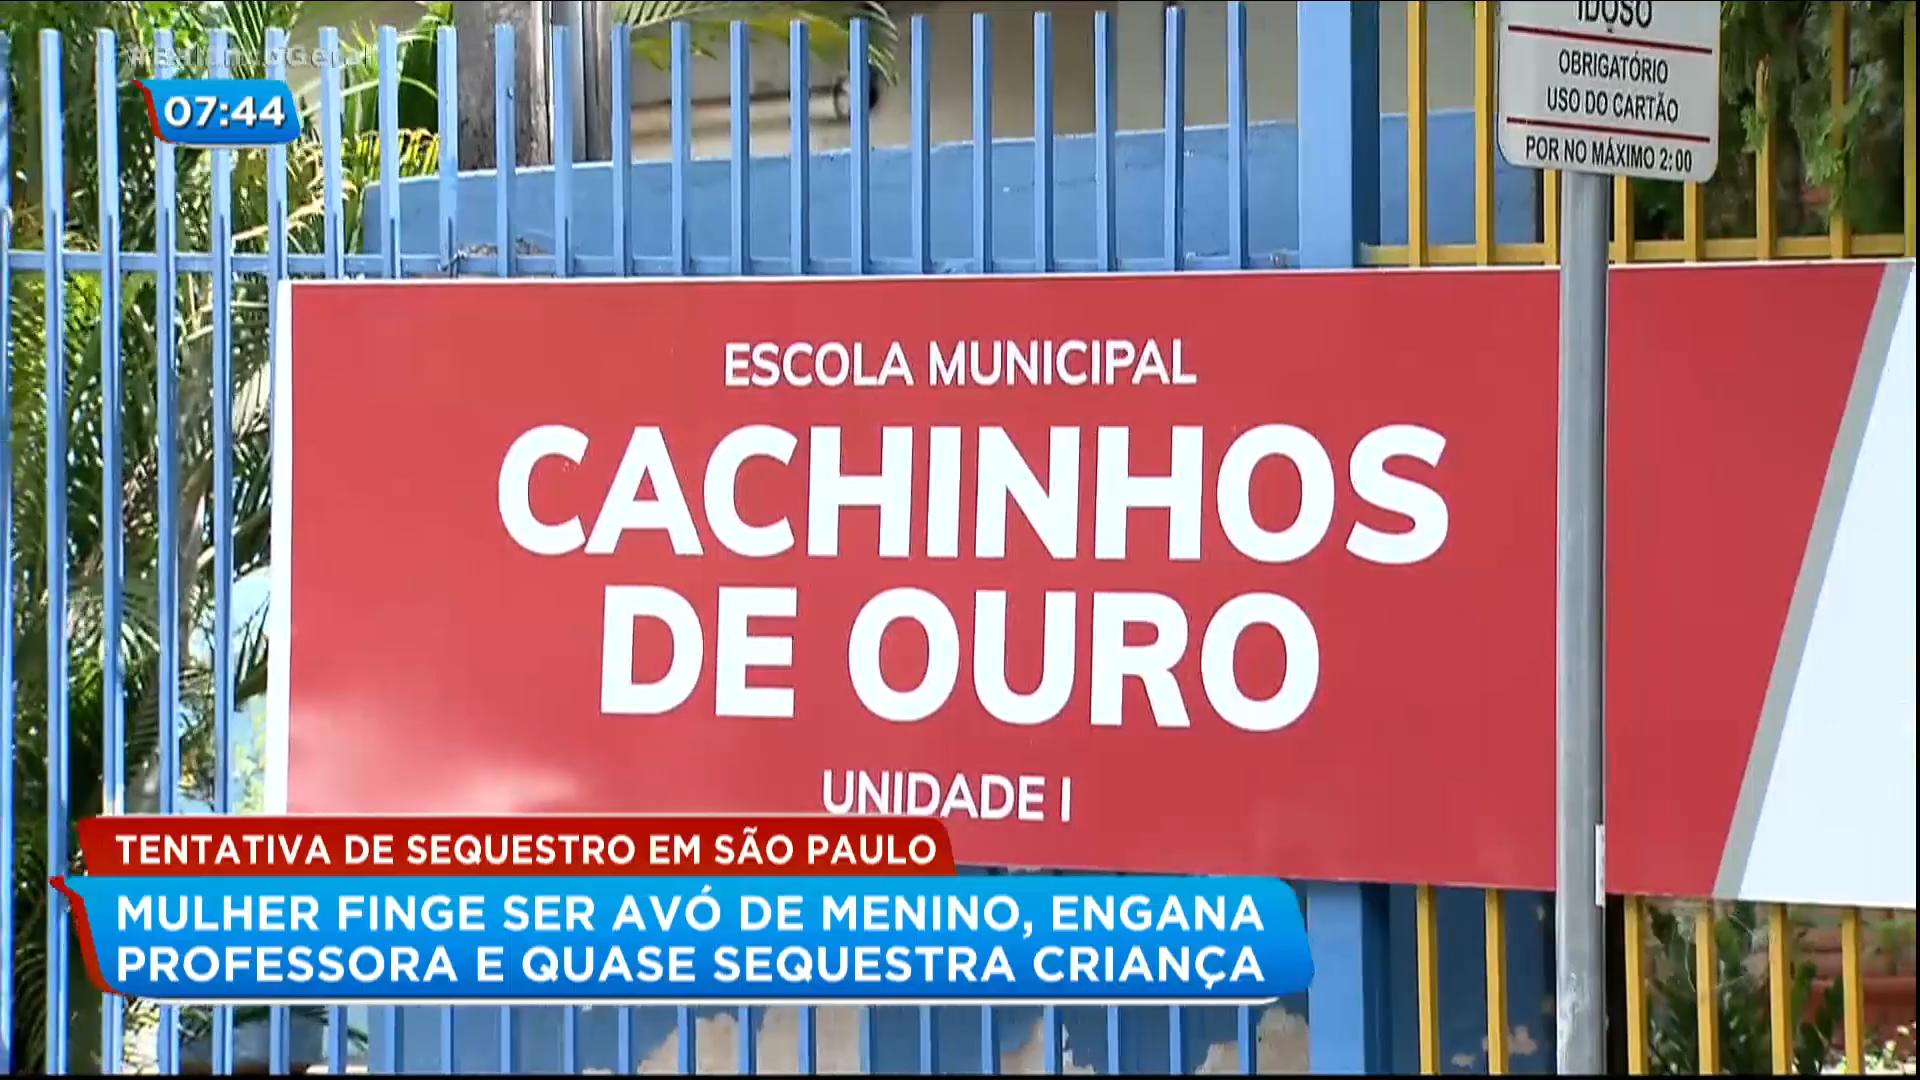 07:44
IDOSO
OBRIGATÓRIO
USO DO CARTÃO
POR NO MÁXIMO 2:00
ESCOLA MUNICIPAL
CACHINHOS
DE OURO
UNIDADE I
TENTATIVA DE SEQUESTRO EM SÃO PAULO
MULHER FINGE SER AVÓ DE MENINO, ENGANA
PROFESSORA E QUASE SEQUESTRA CRIANÇA